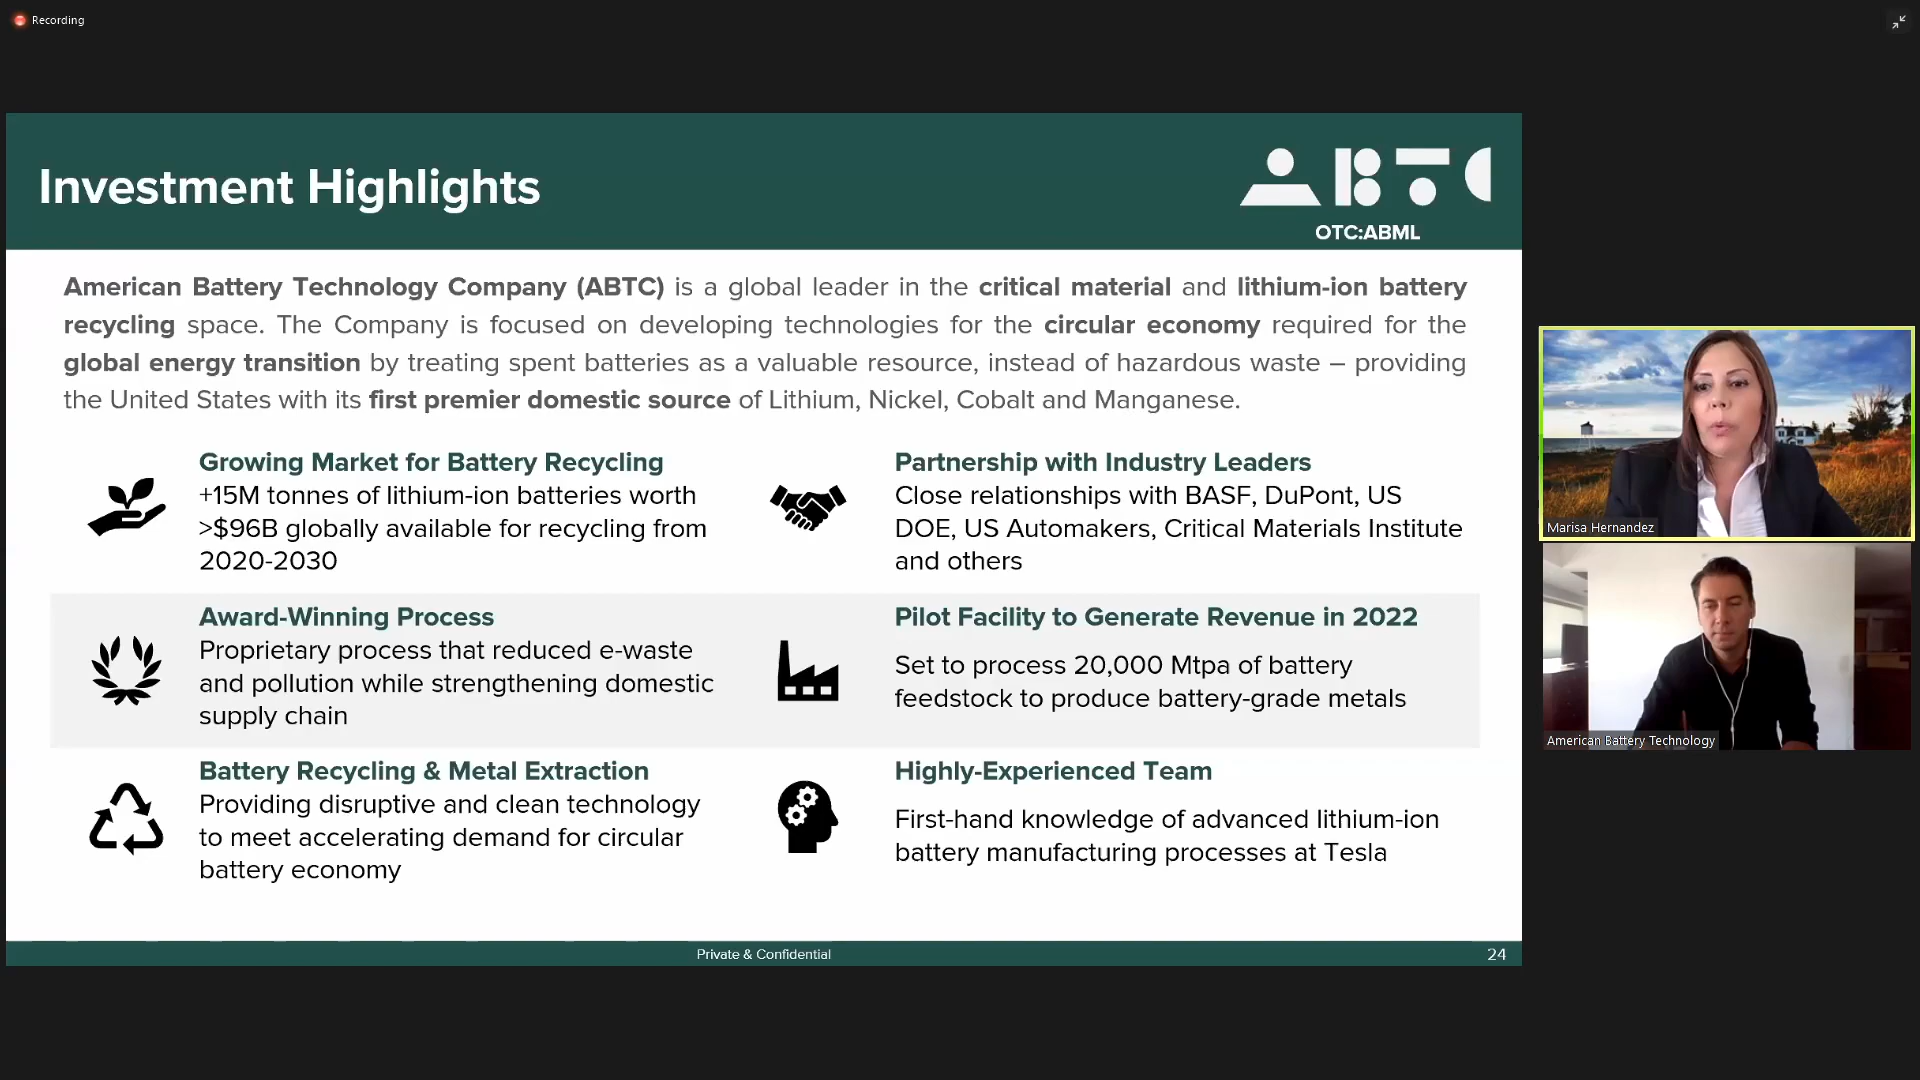 Recording
Investment Highlights
ABTC
OTC:ABML
American Battery Technology Company (ABTC) is a global leader in the critical material and lithium-ion battery
recycling space. The Company is focused on developing technologies for the circular economy required for the
global energy transition by treating spent batteries as a valuable resource, instead of hazardous waste – providing
the United States with its first premier domestic source of Lithium, Nickel, Cobalt and Manganese.
Growing Market for Battery Recycling
+15M tonnes of lithium-ion batteries worth
>$96B globally available for recycling from
2020-2030
Partnership with Industry Leaders
Close relationships with BASF, DuPont, US
DOE, US Automakers, Critical Materials Institute
and others
Award-Winning Process
Proprietary process that reduced e-waste
and pollution while strengthening domestic
supply chain
Pilot Facility to Generate Revenue in 2022
Set to process 20,000 Mtpa of battery
feedstock to produce battery-grade metals
Battery Recycling & Metal Extraction
Providing disruptive and clean technology
to meet accelerating demand for circular
battery economy
Highly-Experienced Team
First-hand knowledge of advanced lithium-ion
battery manufacturing processes at Tesla
Private & Confidential
24
Marisa Hernandez
American Battery Technology